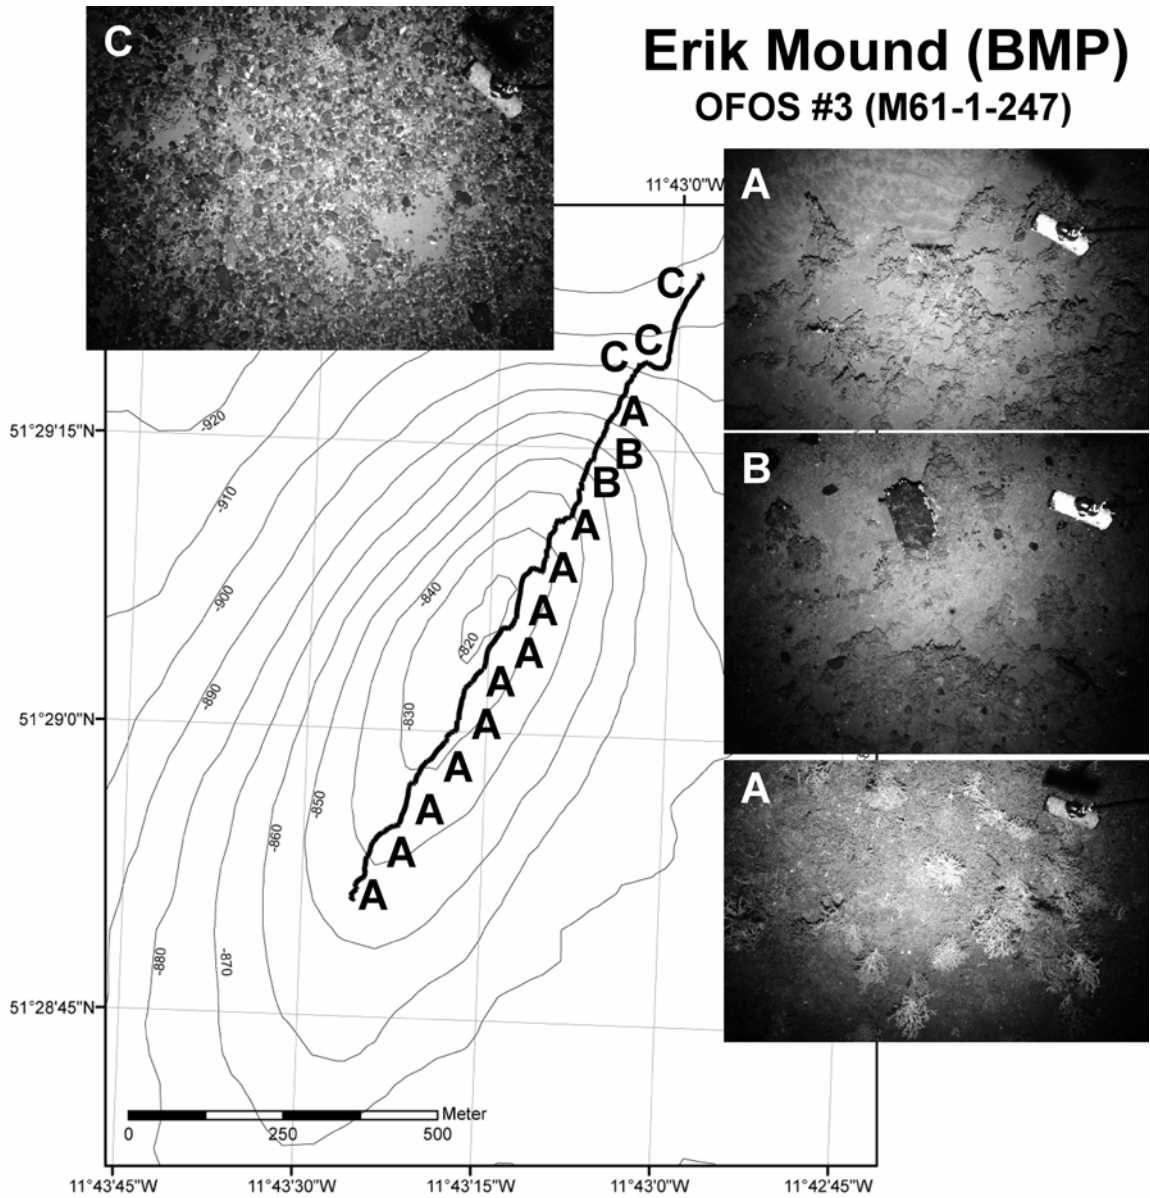 Erik Mound (BMP)
OFOS #3 (M61-1-247)
C
A
11°43'0"W
C
C
C
-920
A
51°29'15"N
B
B
B
-910
A
A
-840
-900
A
-820
A
-890
A
-830
51°29'0"N
A
A
A
-850
A
-860
A
A
-880
-870
51°28'45"N
Meter
0 250 500
11°43'45"W 11°43'30"W 11°43'15"W 11°43'0"W 11°42'45"W